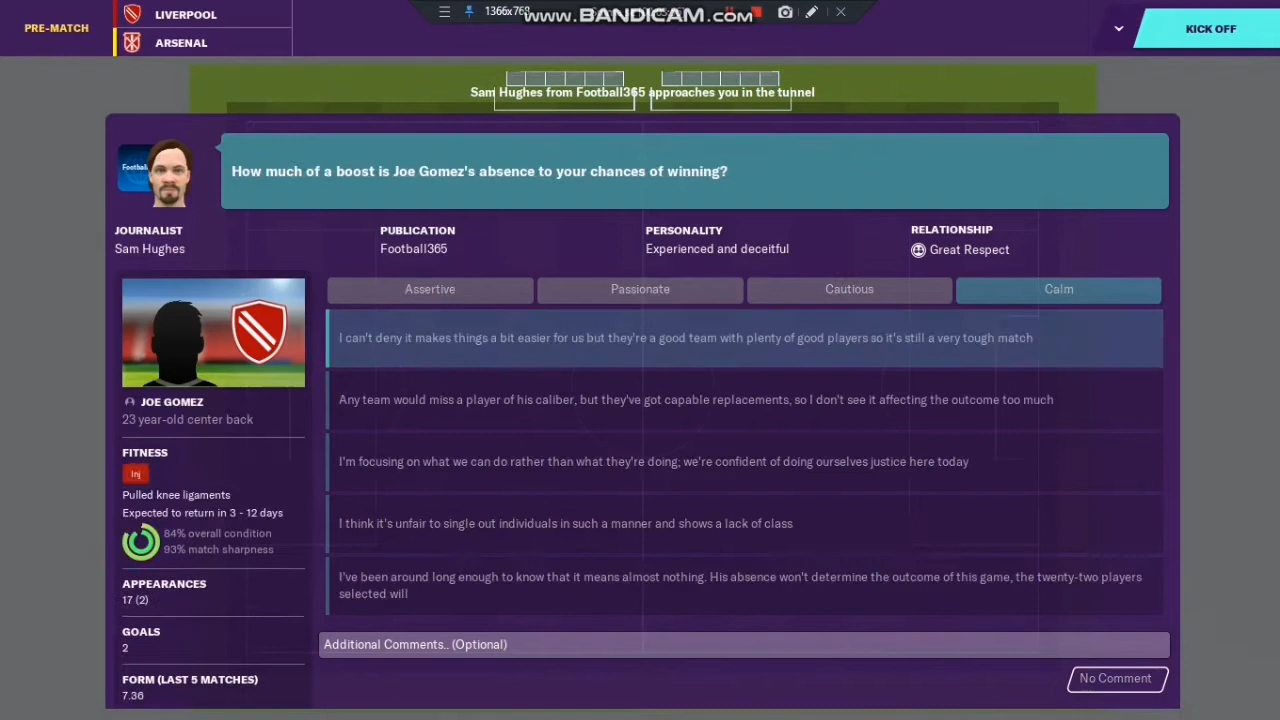 PRE-MATCH
LIVERPOOL
ARSENAL
1366x768
www.BANDICAM.com
KICK OFF
Sam Hughes from Football365 approaches you in the tunnel
Football
How much of a boost is Joe Gomez's absence to your chances of winning?
JOURNALIST
Sam Hughes
PUBLICATION
Football365
PERSONALITY
Experienced and deceitful
RELATIONSHIP
Great Respect
Assertive
Passionate
Cautious
Calm
I can't deny it makes things a bit easier for us but they're a good team with plenty of good players so it's still a very tough match
Any team would miss a player of his caliber, but they've got capable replacements, so I don't see it affecting the outcome too much
I'm focusing on what we can do rather than what they're doing; we're confident of doing ourselves justice here today
I think it's unfair to single out individuals in such a manner and shows a lack of class
I've been around long enough to know that it means almost nothing. His absence won't determine the outcome of this game, the twenty-two players
selected will
JOE GOMEZ
23 year-old center back
FITNESS
Inj
Pulled knee ligaments
Expected to return in 3 - 12 days
84% overall condition
93% match sharpness
APPEARANCES
17 (2)
GOALS
2
FORM (LAST 5 MATCHES)
7.36
Additional Comments.. (Optional)
No Comment